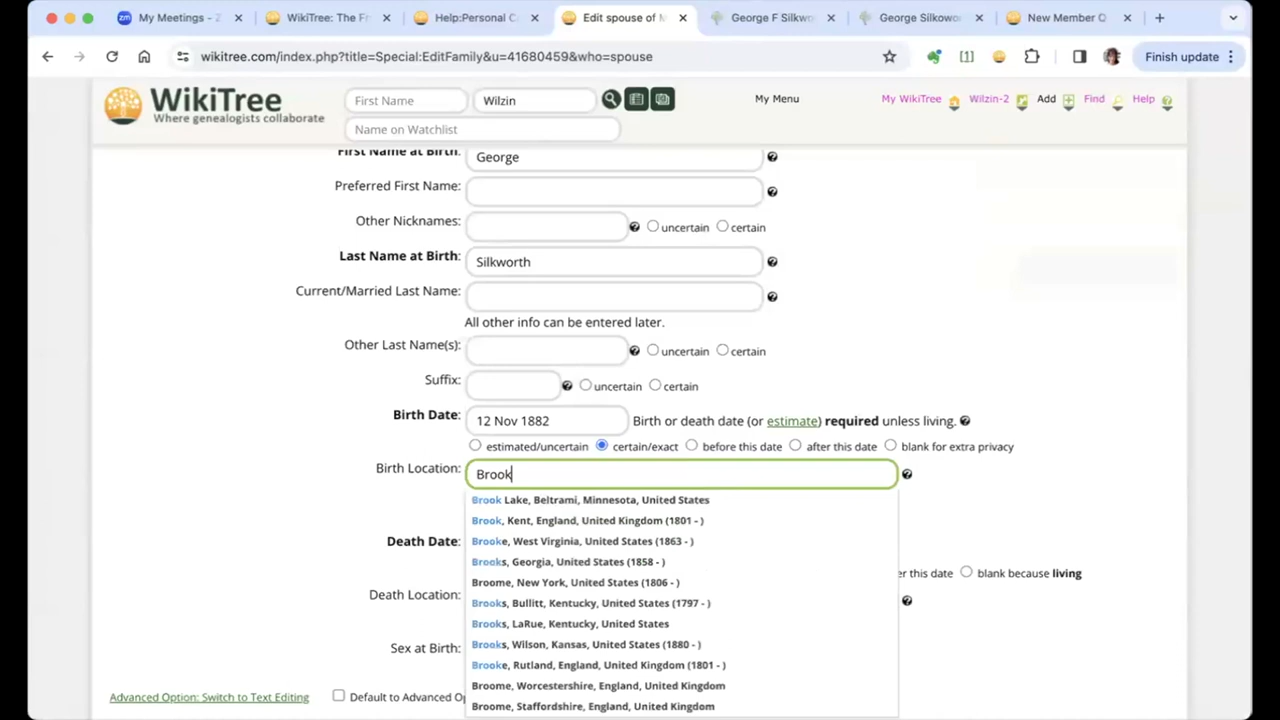 My Meetings - Z
WikiTree: The Fr
Help:Personal C
Edit spouse of M
George F Silkw
George Silkowo
New Member Q
wikitree.com/index.php?title=Special:EditFamily&u=41680459&who=spouse
Finish update
WikiTree
Where genealogists collaborate
First Name
Wilzin
Name on Watchlist
My Menu
My WikiTree
Wilzin-2
Add
Find
Help
First Name at Birth: George
Preferred First Name:
Other Nicknames: uncertain certain
Last Name at Birth: Silkworth
Current/Married Last Name:
All other info can be entered later.
Other Last Name(s): uncertain certain
Suffix: uncertain certain
Birth Date: 12 Nov 1882 Birth or death date (or estimate) required unless living.
estimated/uncertain certain/exact before this date after this date blank for extra privacy
Birth Location: Brook
Brook Lake, Beltrami, Minnesota, United States
Brook, Kent, England, United Kingdom (1801 - )
Brooke, West Virginia, United States (1863 - )
Death Date:
Brooks, Georgia, United States (1858 - )
er this date blank because living
Broome, New York, United States (1806 - )
Death Location:
Brooks, Bullitt, Kentucky, United States (1797 - )
Brooks, LaRue, Kentucky, United States
Sex at Birth:
Brooks, Wilson, Kansas, United States (1880 - )
Brooke, Rutland, England, United Kingdom (1801 - )
Broome, Worcestershire, England, United Kingdom
Broome, Staffordshire, England, United Kingdom
Advanced Option: Switch to Text Editing Default to Advanced Op